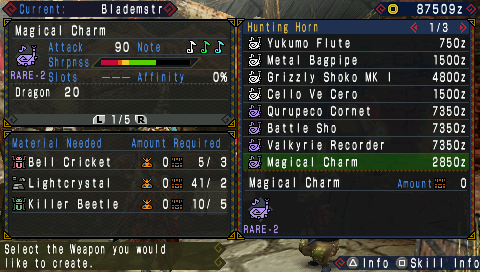 Current: Blademstr
87509z
Magical Charm
Attack 90 Note
Shrpnss
RARE-2 Slots --- Affinity 0%
Dragon 20
L 1/5 R
Material Needed Amount Required
Bell Cricket 0 5/ 3
Lightcrystal 0 41/ 2
Killer Beetle 0 10/ 5
Select the Weapon you would
like to create.
Hunting Horn 1/3
Yukumo Flute 750z
Metal Bagpipe 1500z
Grizzly Shoko MK I 4800z
Cello Ve Cero 1500z
Qurupeco Cornet 7350z
Battle Sho 7350z
Valkyrie Recorder 7350z
Magical Charm 2850z
Magical Charm Amount 0
RARE-2
Info Skill Info